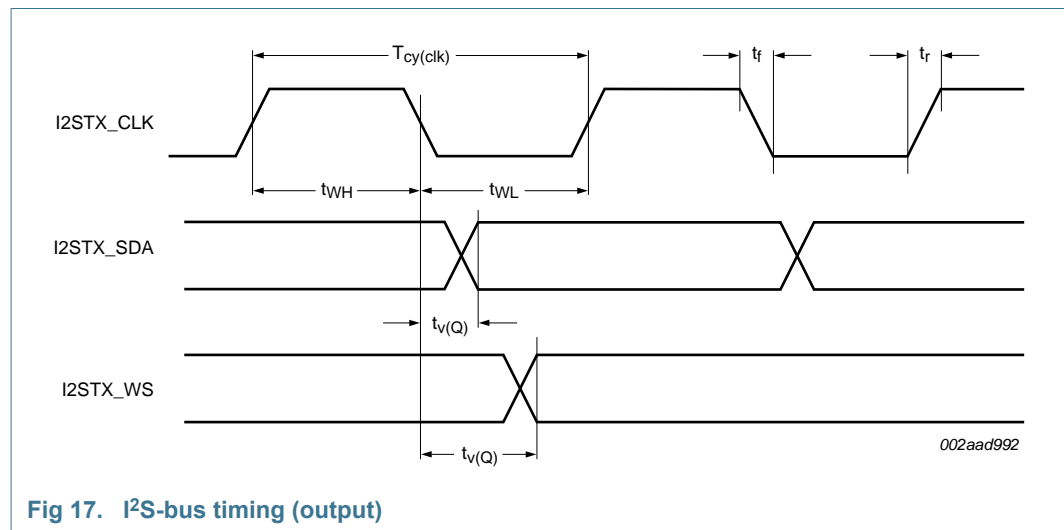 T_cy(clk)
t_f
t_r
I2STX_CLK
t_WH
t_WL
I2STX_SDA
t_v(Q)
I2STX_WS
t_v(Q)
002aad992
Fig 17. I²S-bus timing (output)